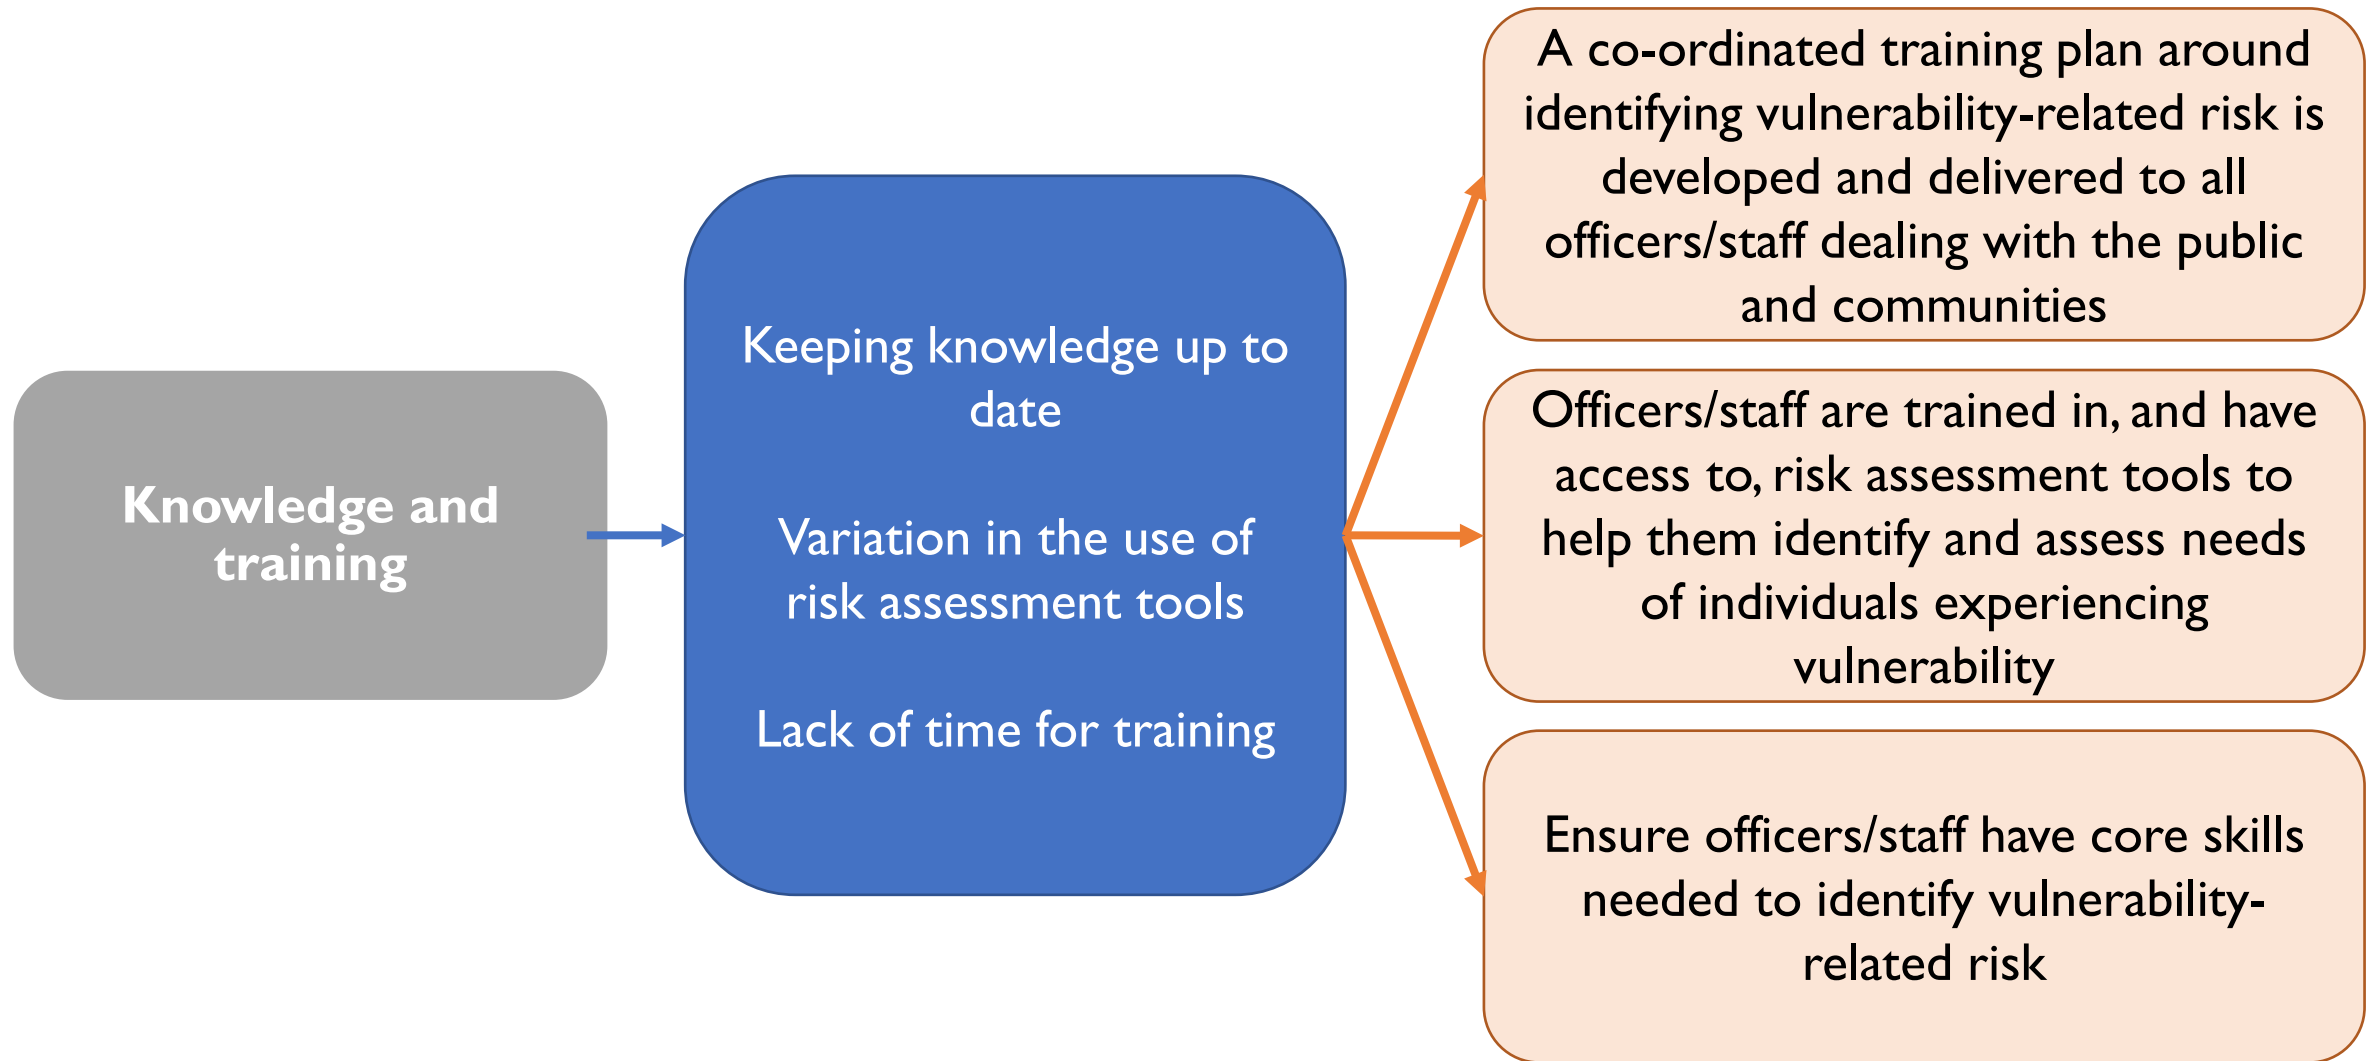 Knowledge and
training
Keeping knowledge up to
date
Variation in the use of
risk assessment tools
Lack of time for training
A co-ordinated training plan around
identifying vulnerability-related risk is
developed and delivered to all
officers/staff dealing with the public
and communities
Officers/staff are trained in, and have
access to, risk assessment tools to
help them identify and assess needs
of individuals experiencing
vulnerability
Ensure officers/staff have core skills
needed to identify vulnerability-
related risk